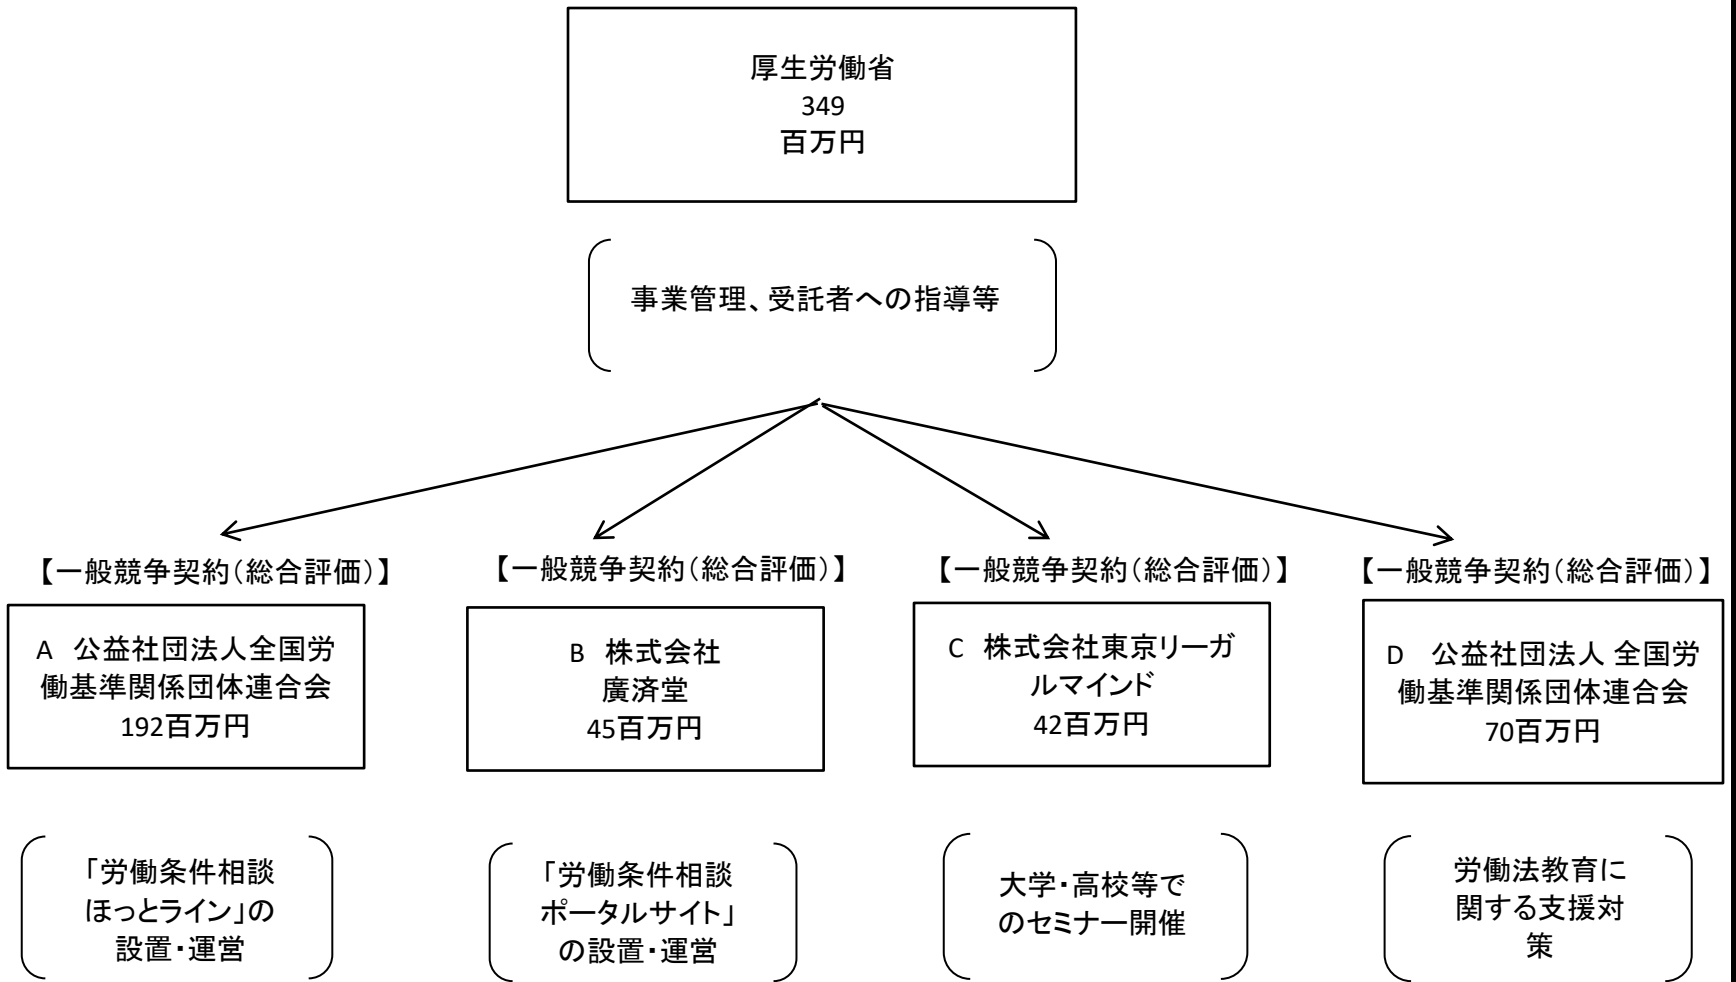 厚生労働省
349
百万円
事業管理、受託者への指導等
【一般競争契約（総合評価）】
A　公益社団法人全国労
働基準関係団体連合会
192百万円
「労働条件相談
ほっとライン」の
設置・運営
【一般競争契約（総合評価）】
B　株式会社
廣済堂
45百万円
「労働条件相談
ポータルサイト」
の設置・運営
【一般競争契約（総合評価）】
C　株式会社東京リーガ
ルマインド
42百万円
大学・高校等で
のセミナー開催
【一般競争契約（総合評価）】
D　公益社団法人 全国労
働基準関係団体連合会
70百万円
労働法教育に
関する支援対
策